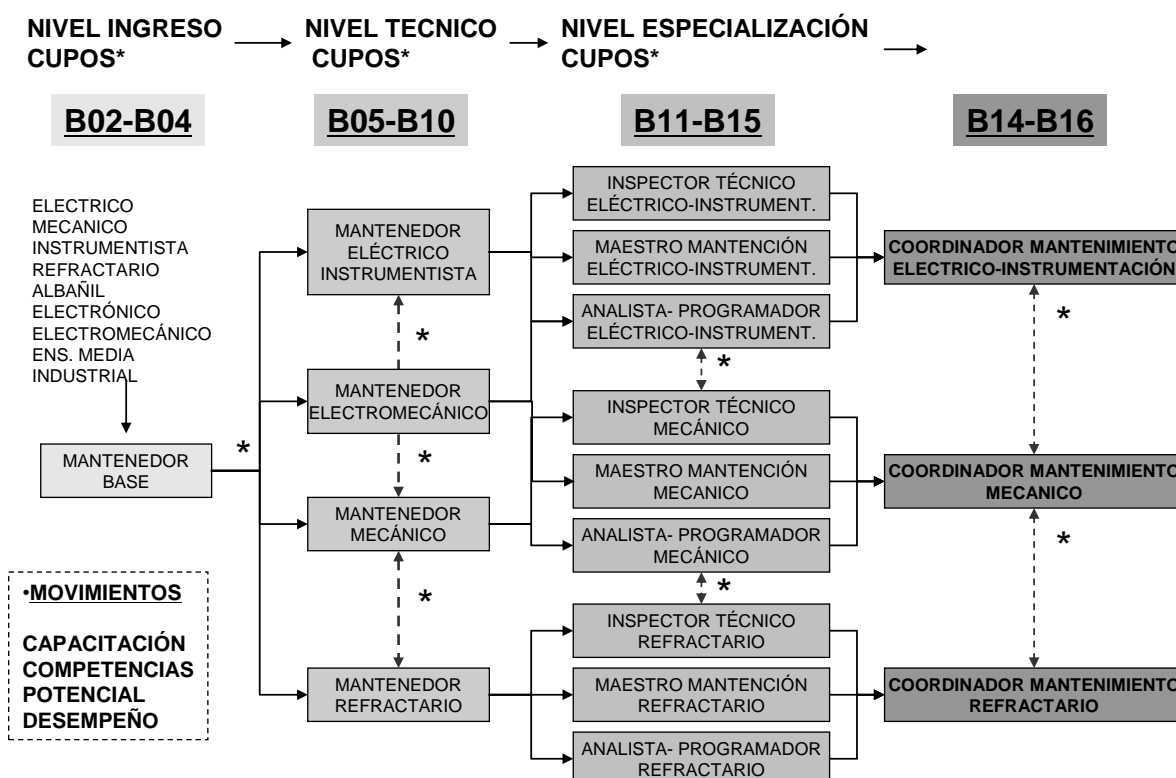 NIVEL INGRESO
CUPOS*
NIVEL TECNICO
CUPOS*
NIVEL ESPECIALIZACIÓN
CUPOS*
B02-B04
B05-B10
B11-B15
B14-B16
ELECTRICO
MECANICO
INSTRUMENTISTA
REFRACTARIO
ALBAÑIL
ELECTRÓNICO
ELECTROMECÁNICO
ENS. MEDIA
INDUSTRIAL
MANTENEDOR
BASE
*
•MOVIMIENTOS
CAPACITACIÓN
COMPETENCIAS
POTENCIAL
DESEMPEÑO
MANTENEDOR
ELÉCTRICO
INSTRUMENTISTA
*
MANTENEDOR
ELECTROMECÁNICO
*
MANTENEDOR
MECÁNICO
*
MANTENEDOR
REFRACTARIO
INSPECTOR TÉCNICO
ELÉCTRICO-INSTRUMENT.
MAESTRO MANTENCIÓN
ELÉCTRICO-INSTRUMENT.
ANALISTA- PROGRAMADOR
ELÉCTRICO-INSTRUMENT.
*
INSPECTOR TÉCNICO
MECÁNICO
MAESTRO MANTENCIÓN
MECANICO
ANALISTA- PROGRAMADOR
MECÁNICO
*
INSPECTOR TÉCNICO
REFRACTARIO
MAESTRO MANTENCIÓN
REFRACTARIO
ANALISTA- PROGRAMADOR
REFRACTARIO
COORDINADOR MANTENIMIENTO
ELECTRICO-INSTRUMENTACIÓN
*
COORDINADOR MANTENIMIENTO
MECANICO
*
COORDINADOR MANTENIMIENTO
REFRACTARIO